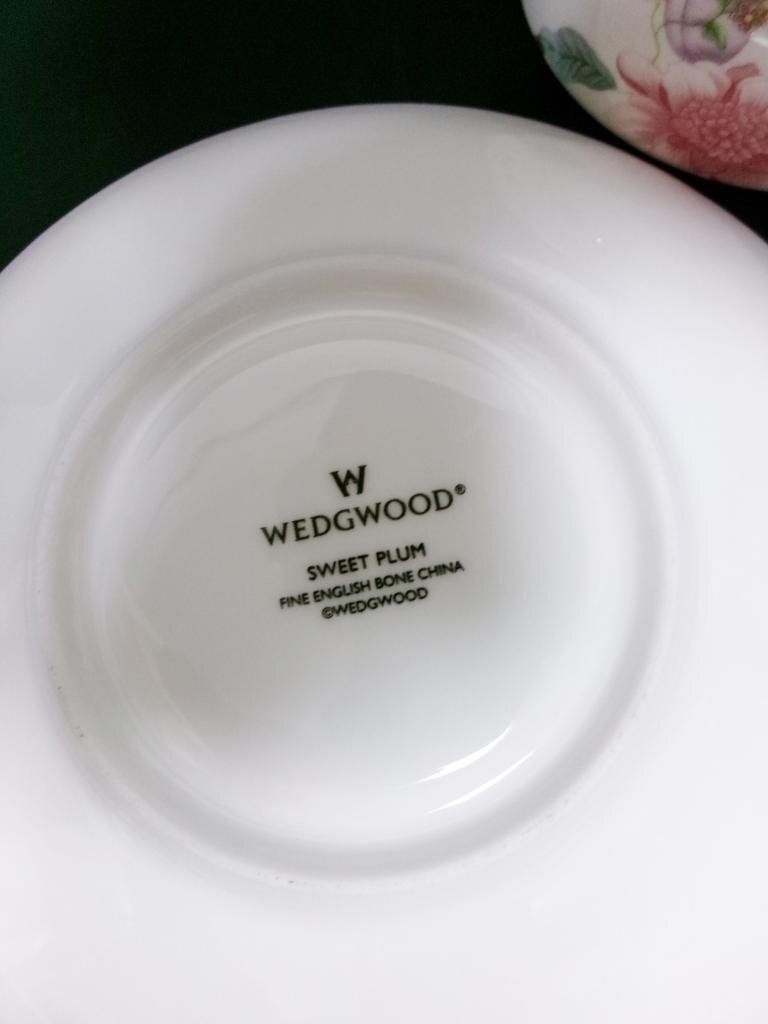 W
WEDGWOOD®
SWEET PLUM
FINE ENGLISH BONE CHINA
©WEDGWOOD